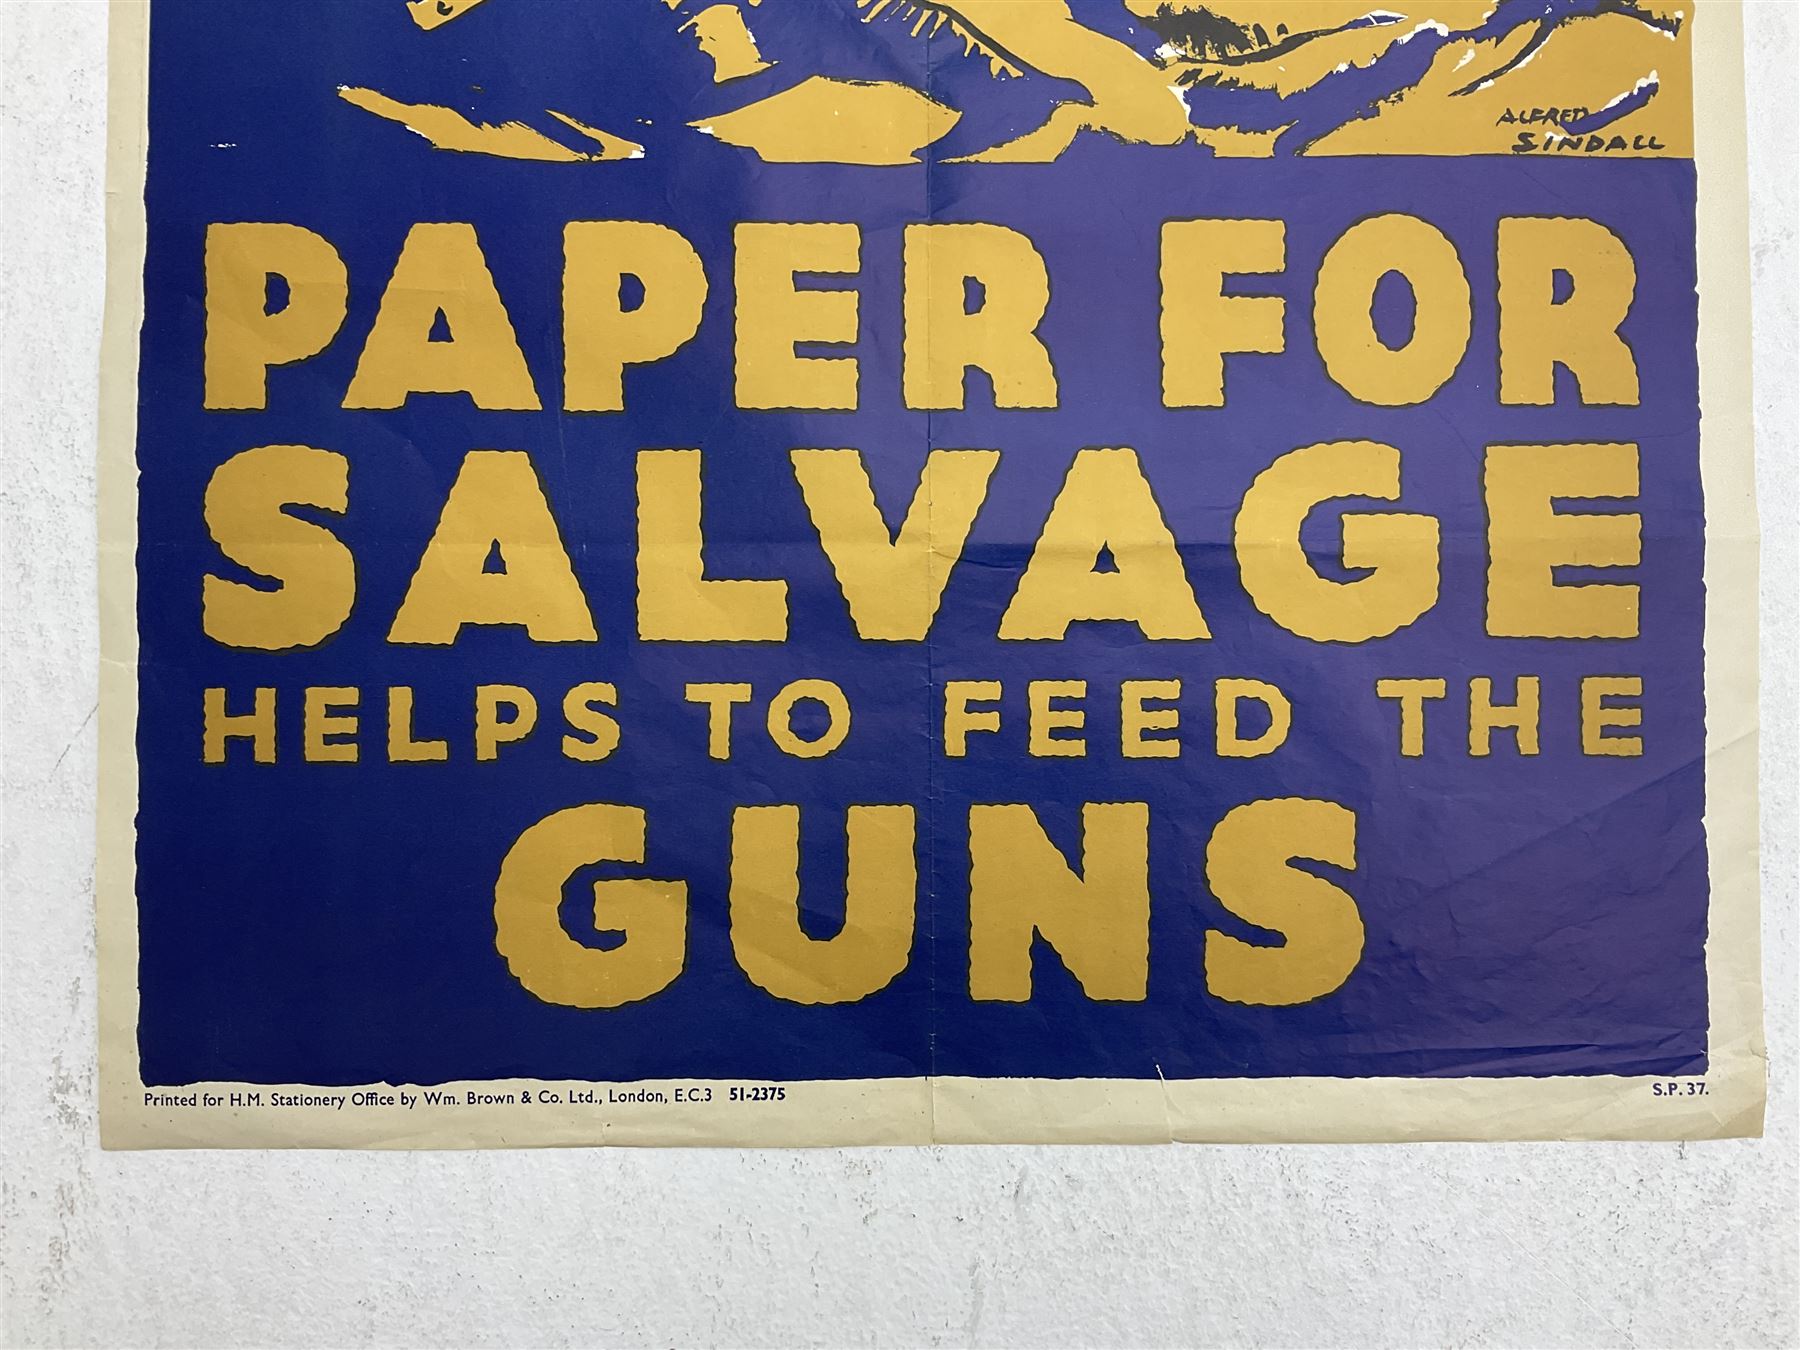 ALFRED
SINDALL
PAPER FOR
SALVAGE
HELPS TO FEED THE
GUNS
Printed for H.M. Stationery Office by Wm. Brown & Co. Ltd., London, E.C.3 51-2375
S.P. 37.